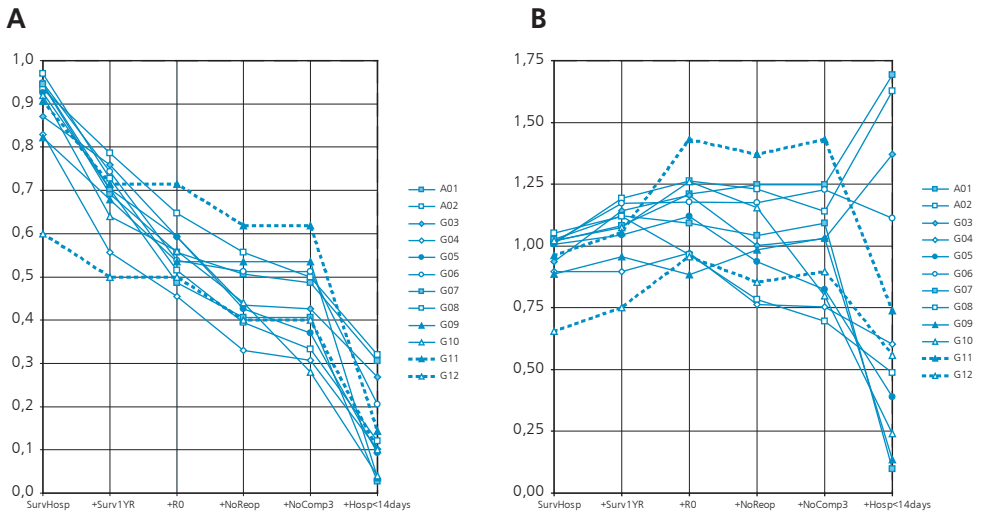 A
1,0
0,9
0,8
0,7
0,6
0,5
0,4
0,3
0,2
0,1
0,0
SurvHosp +Surv1YR +R0 +NoReop +NoComp3 +Hosp<14days
A01
A02
G03
G04
G05
G06
G07
G08
G09
G10
G11
G12
B
1,75
1,50
1,25
1,00
0,75
0,50
0,25
0,00
SurvHosp +Surv1YR +R0 +NoReop +NoComp3 +Hosp<14days
A01
A02
G03
G04
G05
G06
G07
G08
G09
G10
G11
G12